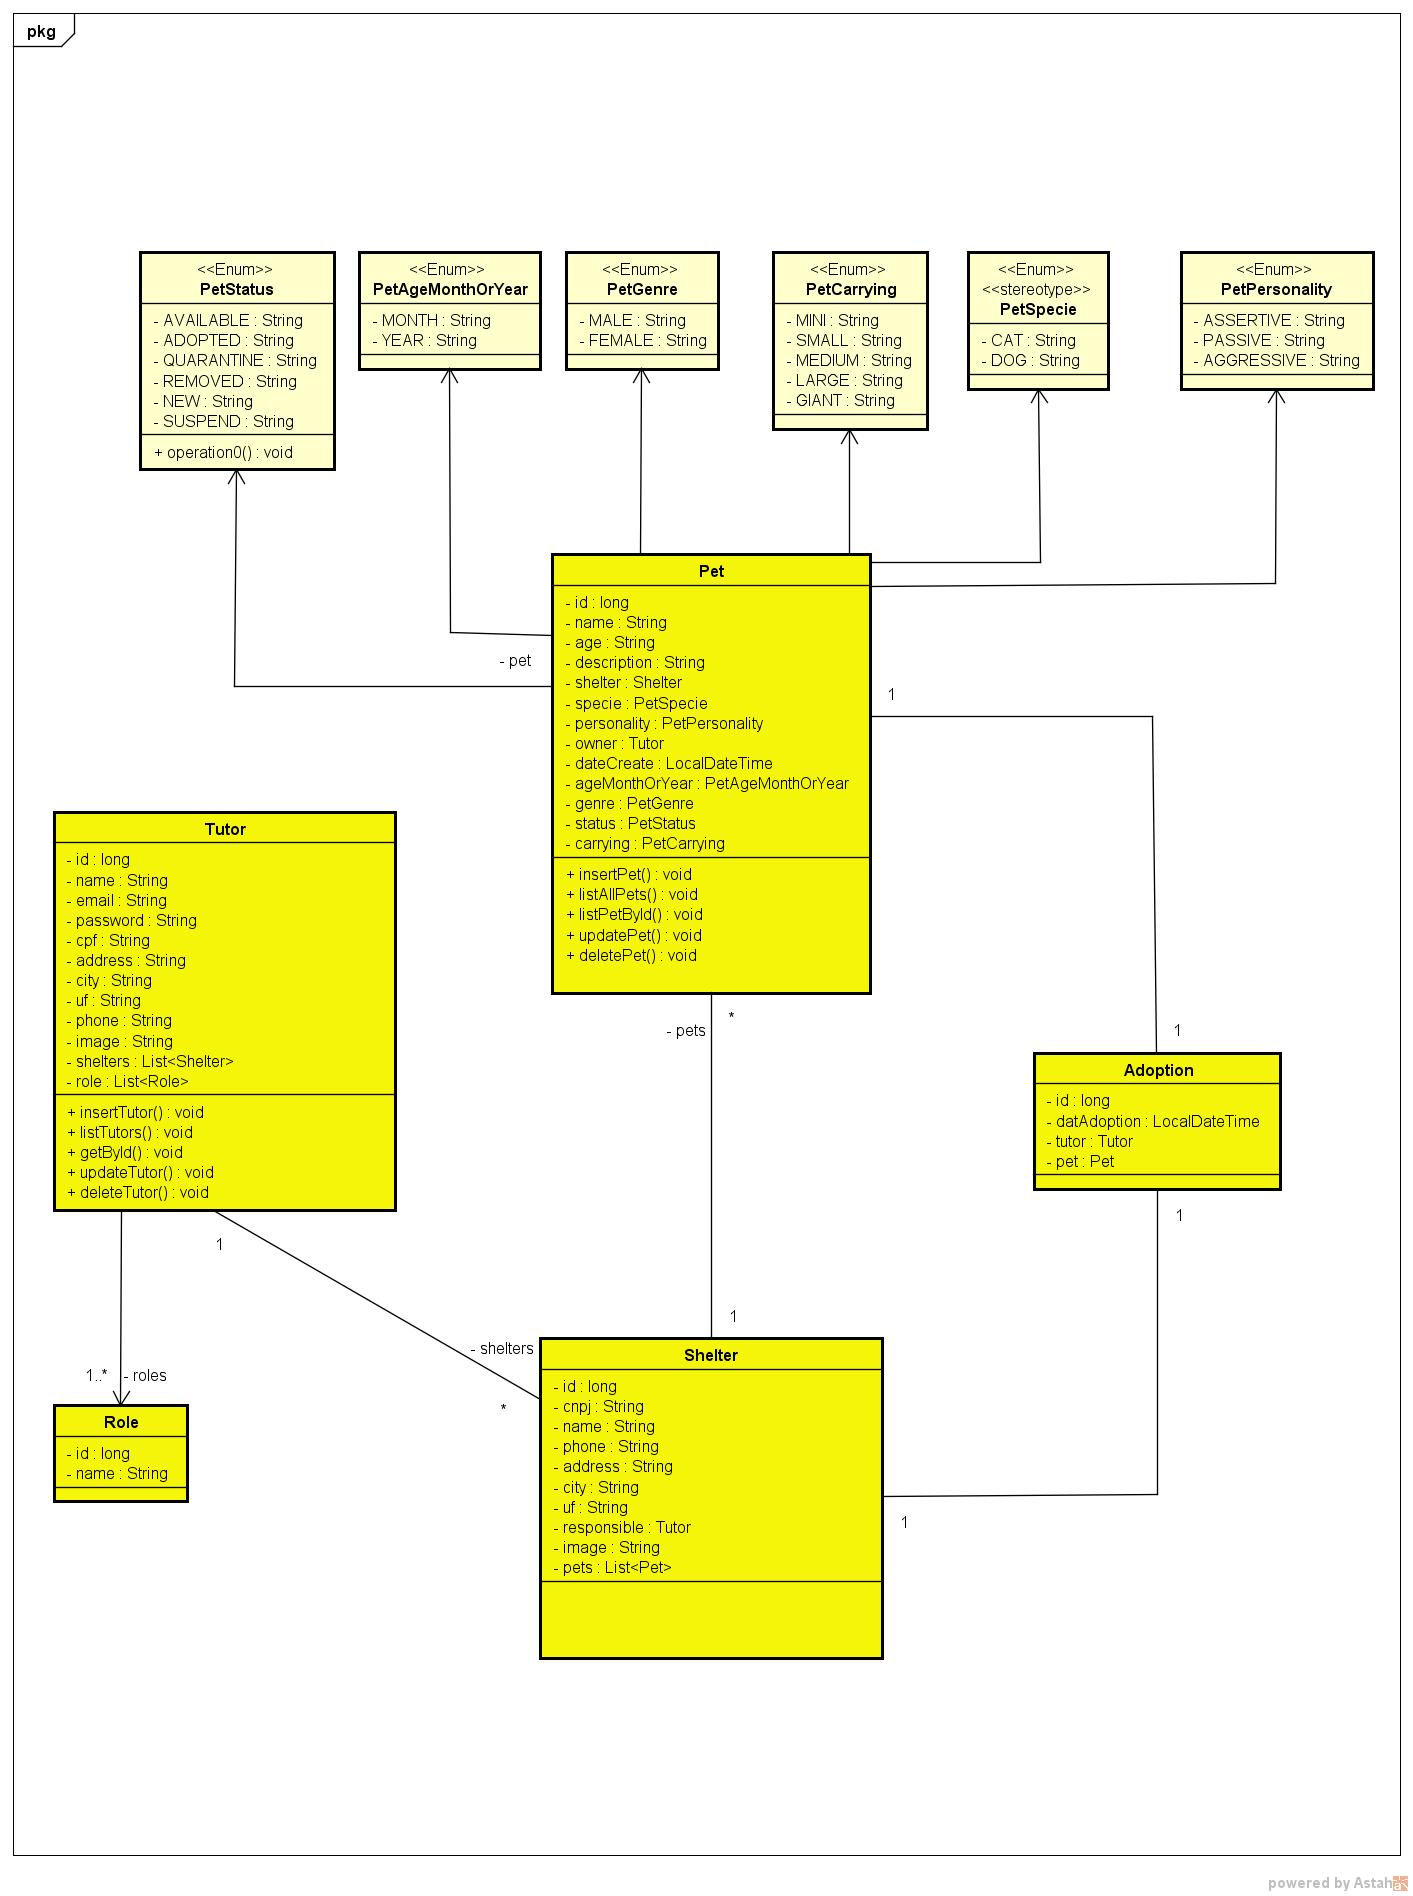 pkg
<<Enum>>
PetStatus
- AVAILABLE : String
- ADOPTED : String
- QUARANTINE : String
- REMOVED : String
- NEW : String
- SUSPEND : String
+ operation0() : void
<<Enum>>
PetAgeMonthOrYear
- MONTH : String
- YEAR : String
<<Enum>>
PetGenre
- MALE : String
- FEMALE : String
<<Enum>>
PetCarrying
- MINI : String
- SMALL : String
- MEDIUM : String
- LARGE : String
- GIANT : String
<<Enum>>
<<stereotype>>
PetSpecie
- CAT : String
- DOG : String
<<Enum>>
PetPersonality
- ASSERTIVE : String
- PASSIVE : String
- AGGRESSIVE : String
Pet
- id : long
- name : String
- age : String
- description : String
- shelter : Shelter
- specie : PetSpecie
- personality : PetPersonality
- owner : Tutor
- dateCreate : LocalDateTime
- ageMonthOrYear : PetAgeMonthOrYear
- genre : PetGenre
- status : PetStatus
- carrying : PetCarrying
+ insertPet() : void
+ listAllPets() : void
+ listPetById() : void
+ updatePet() : void
+ deletePet() : void
- pet
1
Tutor
- id : long
- name : String
- email : String
- password : String
- cpf : String
- address : String
- city : String
- uf : String
- phone : String
- image : String
- shelters : List<Shelter>
- role : List<Role>
+ insertTutor() : void
+ listTutors() : void
+ getById() : void
+ updateTutor() : void
+ deleteTutor() : void
- pets
*
1
Adoption
- id : long
- datAdoption : LocalDateTime
- tutor : Tutor
- pet : Pet
1
1
1
- shelters
*
1..*
- roles
Role
- id : long
- name : String
Shelter
- id : long
- cnpj : String
- name : String
- phone : String
- address : String
- city : String
- uf : String
- responsible : Tutor
- image : String
- pets : List<Pet>
1
powered by Astah